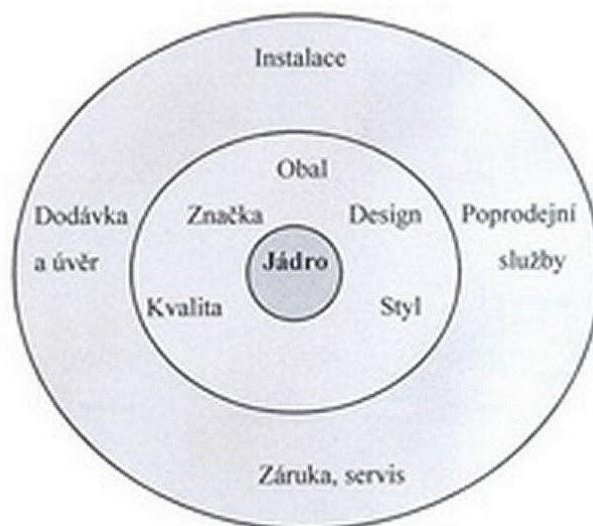 Instalace
Obal
Značka
Design
Dodávka
a úvěr
Poprodejní
služby
Jádro
Kvalita
Styl
Záruka, servis